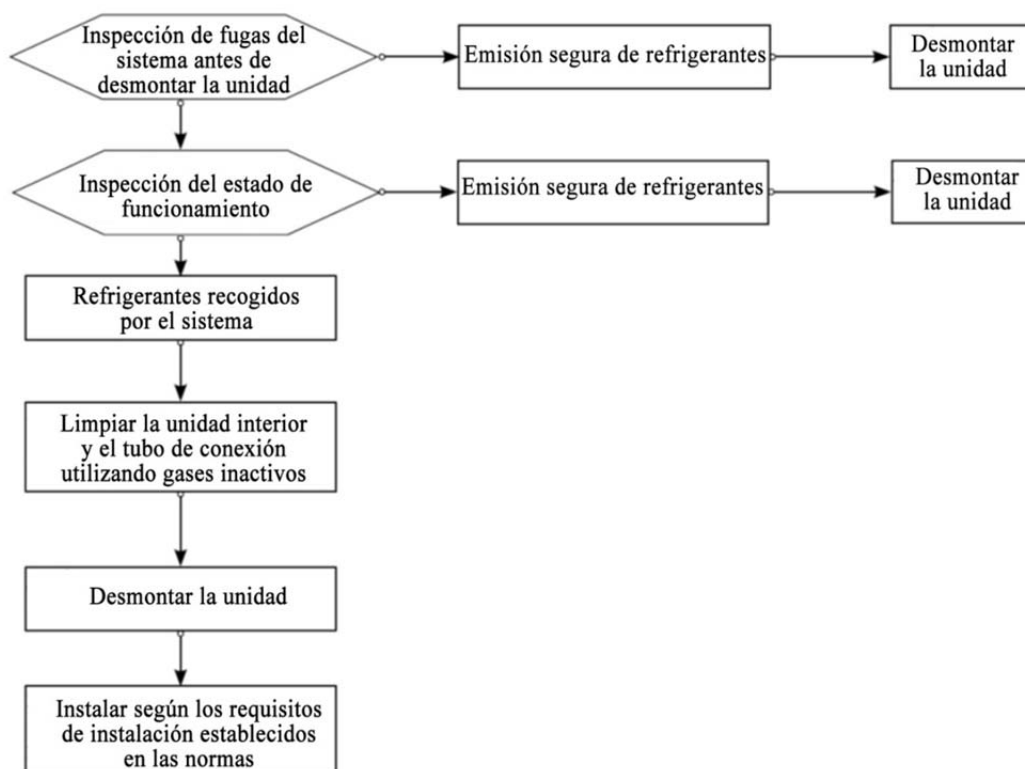 Inspección de fugas del
sistema antes de
desmontar la unidad
Emisión segura de refrigerantes
Desmontar
la unidad
Inspección del estado de
funcionamiento
Emisión segura de refrigerantes
Desmontar
la unidad
Refrigerantes recogidos
por el sistema
Limpiar la unidad interior
y el tubo de conexión
utilizando gases inactivos
Desmontar la unidad
Instalar según los requisitos
de instalación establecidos
en las normas